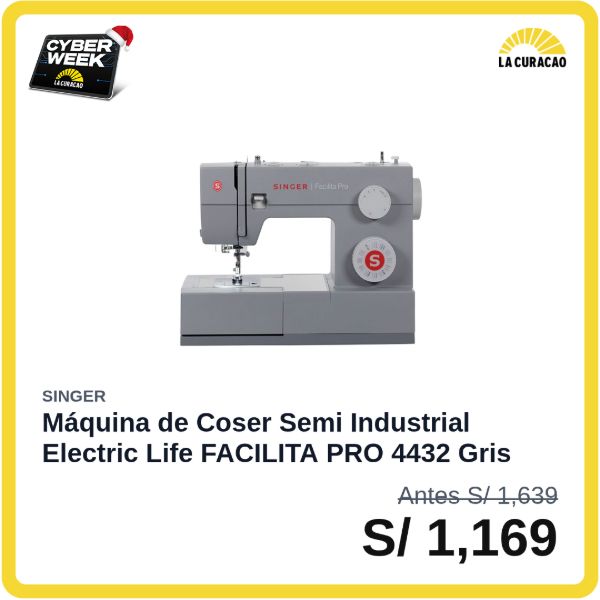 CYBER
WEEK
LA CURACAO
LA CURACAO
S
SINGER | Facilita Pro
S
SINGER
Máquina de Coser Semi Industrial
Electric Life FACILITA PRO 4432 Gris
Antes S/ 1,639
S/ 1,169